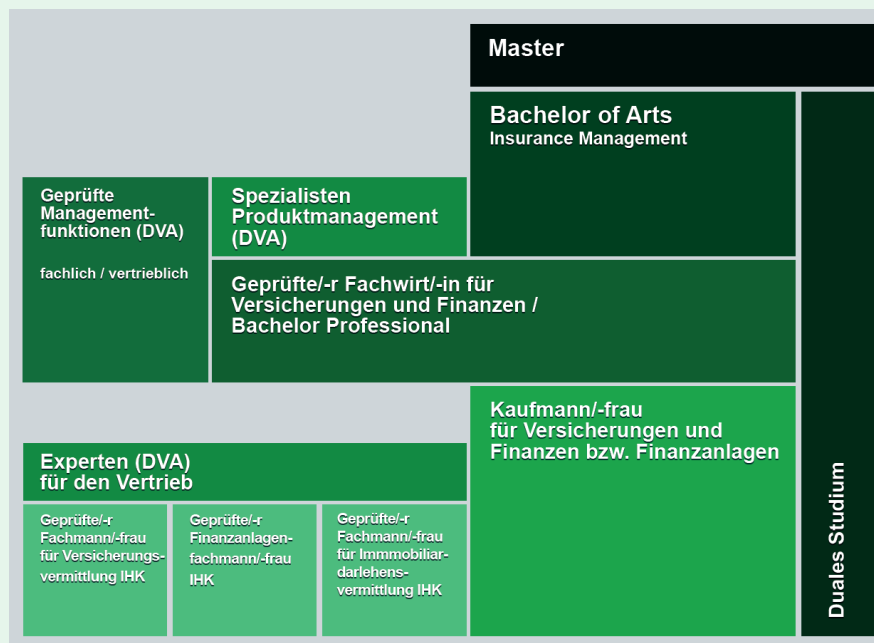 Master
Bachelor of Arts
Insurance Management
Geprüfte
Management-
funktionen (DVA)
fachlich / vertrieblich
Spezialisten
Produktmanagement
(DVA)
Geprüfte/-r Fachwirt/-in für
Versicherungen und Finanzen /
Bachelor Professional
Kaufmann/-frau
für Versicherungen und
Finanzen bzw. Finanzanlagen
Experten (DVA)
für den Vertrieb
Geprüfte/-r
Fachmann/-frau
für Versicherungs-
vermittlung IHK
Geprüfte/-r
Finanzanlagen-
fachmann/-frau
IHK
Geprüfte/-r
Fachmann/-frau
für Immmobiliar-
darlehens-
vermittlung IHK
Duales Studium